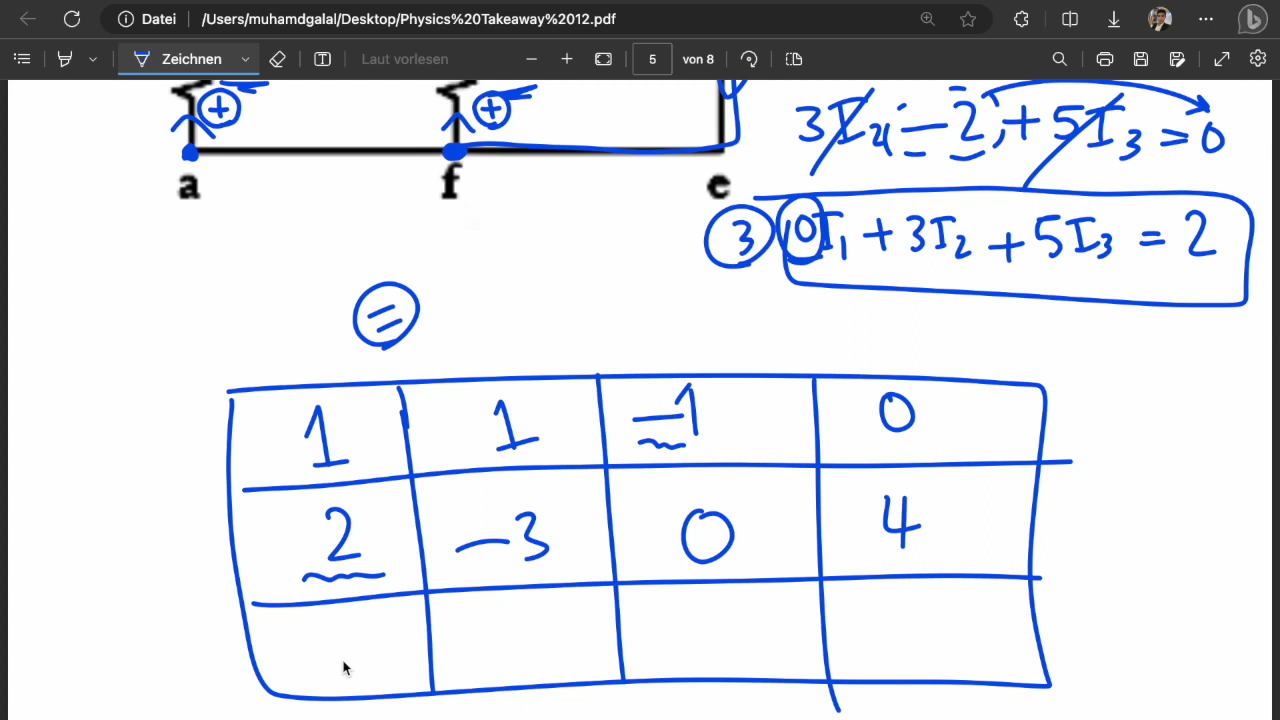 Datei /Users/muhamdgalal/Desktop/Physics%20Takeaway%2012.pdf
Zeichnen Laut vorlesen 5 von 8
+ +
a f e
3I2 - 2 + 5I3 = 0
3 0I1 + 3I2 + 5I3 = 2
=
1 1 -1 0
2 -3 0 4